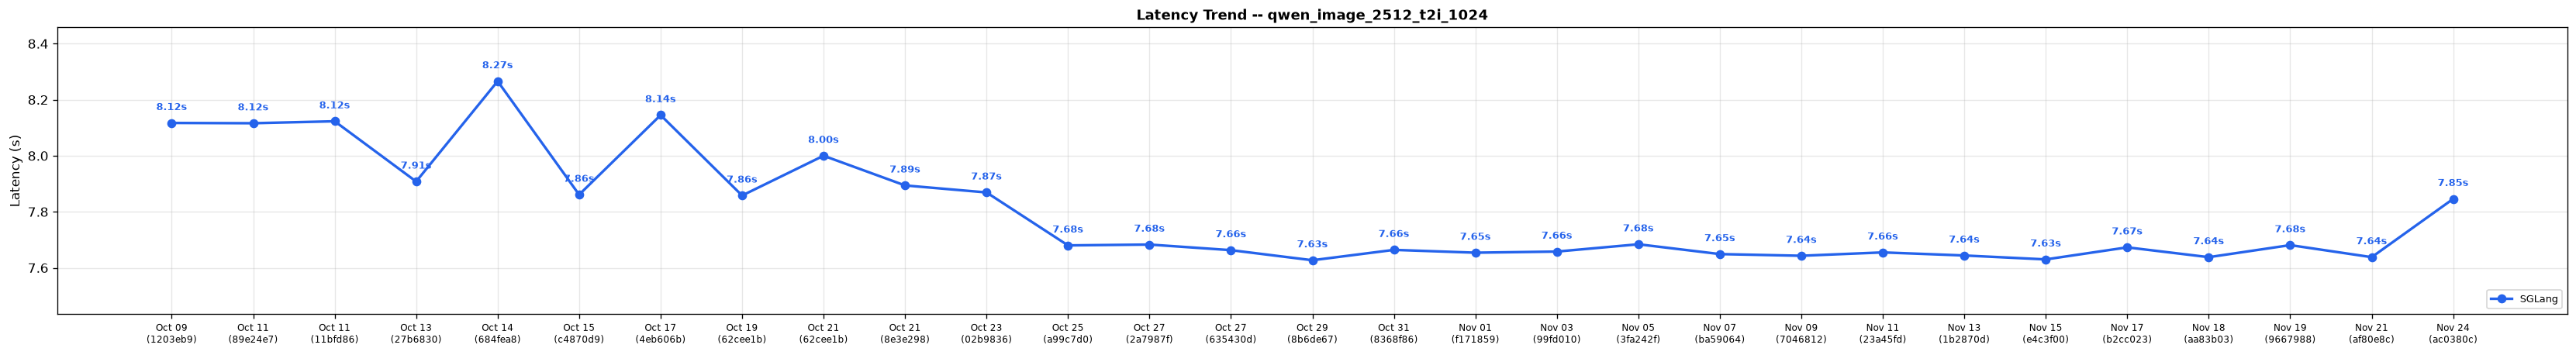 Latency Trend -- qwen_image_2512_t2i_1024
Latency (s)
8.4
8.2
8.0
7.8
7.6
8.12s
8.12s
8.12s
7.91s
8.27s
7.86s
8.14s
7.86s
8.00s
7.89s
7.87s
7.68s
7.68s
7.66s
7.63s
7.66s
7.65s
7.66s
7.68s
7.65s
7.64s
7.66s
7.64s
7.63s
7.67s
7.64s
7.68s
7.64s
7.85s
SGLang
Oct 09
(1203eb9)
Oct 11
(89e24e7)
Oct 11
(11bfd86)
Oct 13
(27b6830)
Oct 14
(684fea8)
Oct 15
(c4870d9)
Oct 17
(4eb606b)
Oct 19
(62cee1b)
Oct 21
(62cee1b)
Oct 21
(8e3e298)
Oct 23
(02b9836)
Oct 25
(a99c7d0)
Oct 27
(2a7987f)
Oct 27
(635430d)
Oct 29
(8b6de67)
Oct 31
(8368f86)
Nov 01
(f171859)
Nov 03
(99fd010)
Nov 05
(3fa242f)
Nov 07
(ba59064)
Nov 09
(7046812)
Nov 11
(23a45fd)
Nov 13
(1b2870d)
Nov 15
(e4c3f00)
Nov 17
(b2cc023)
Nov 18
(aa83b03)
Nov 19
(9667988)
Nov 21
(af80e8c)
Nov 24
(ac0380c)